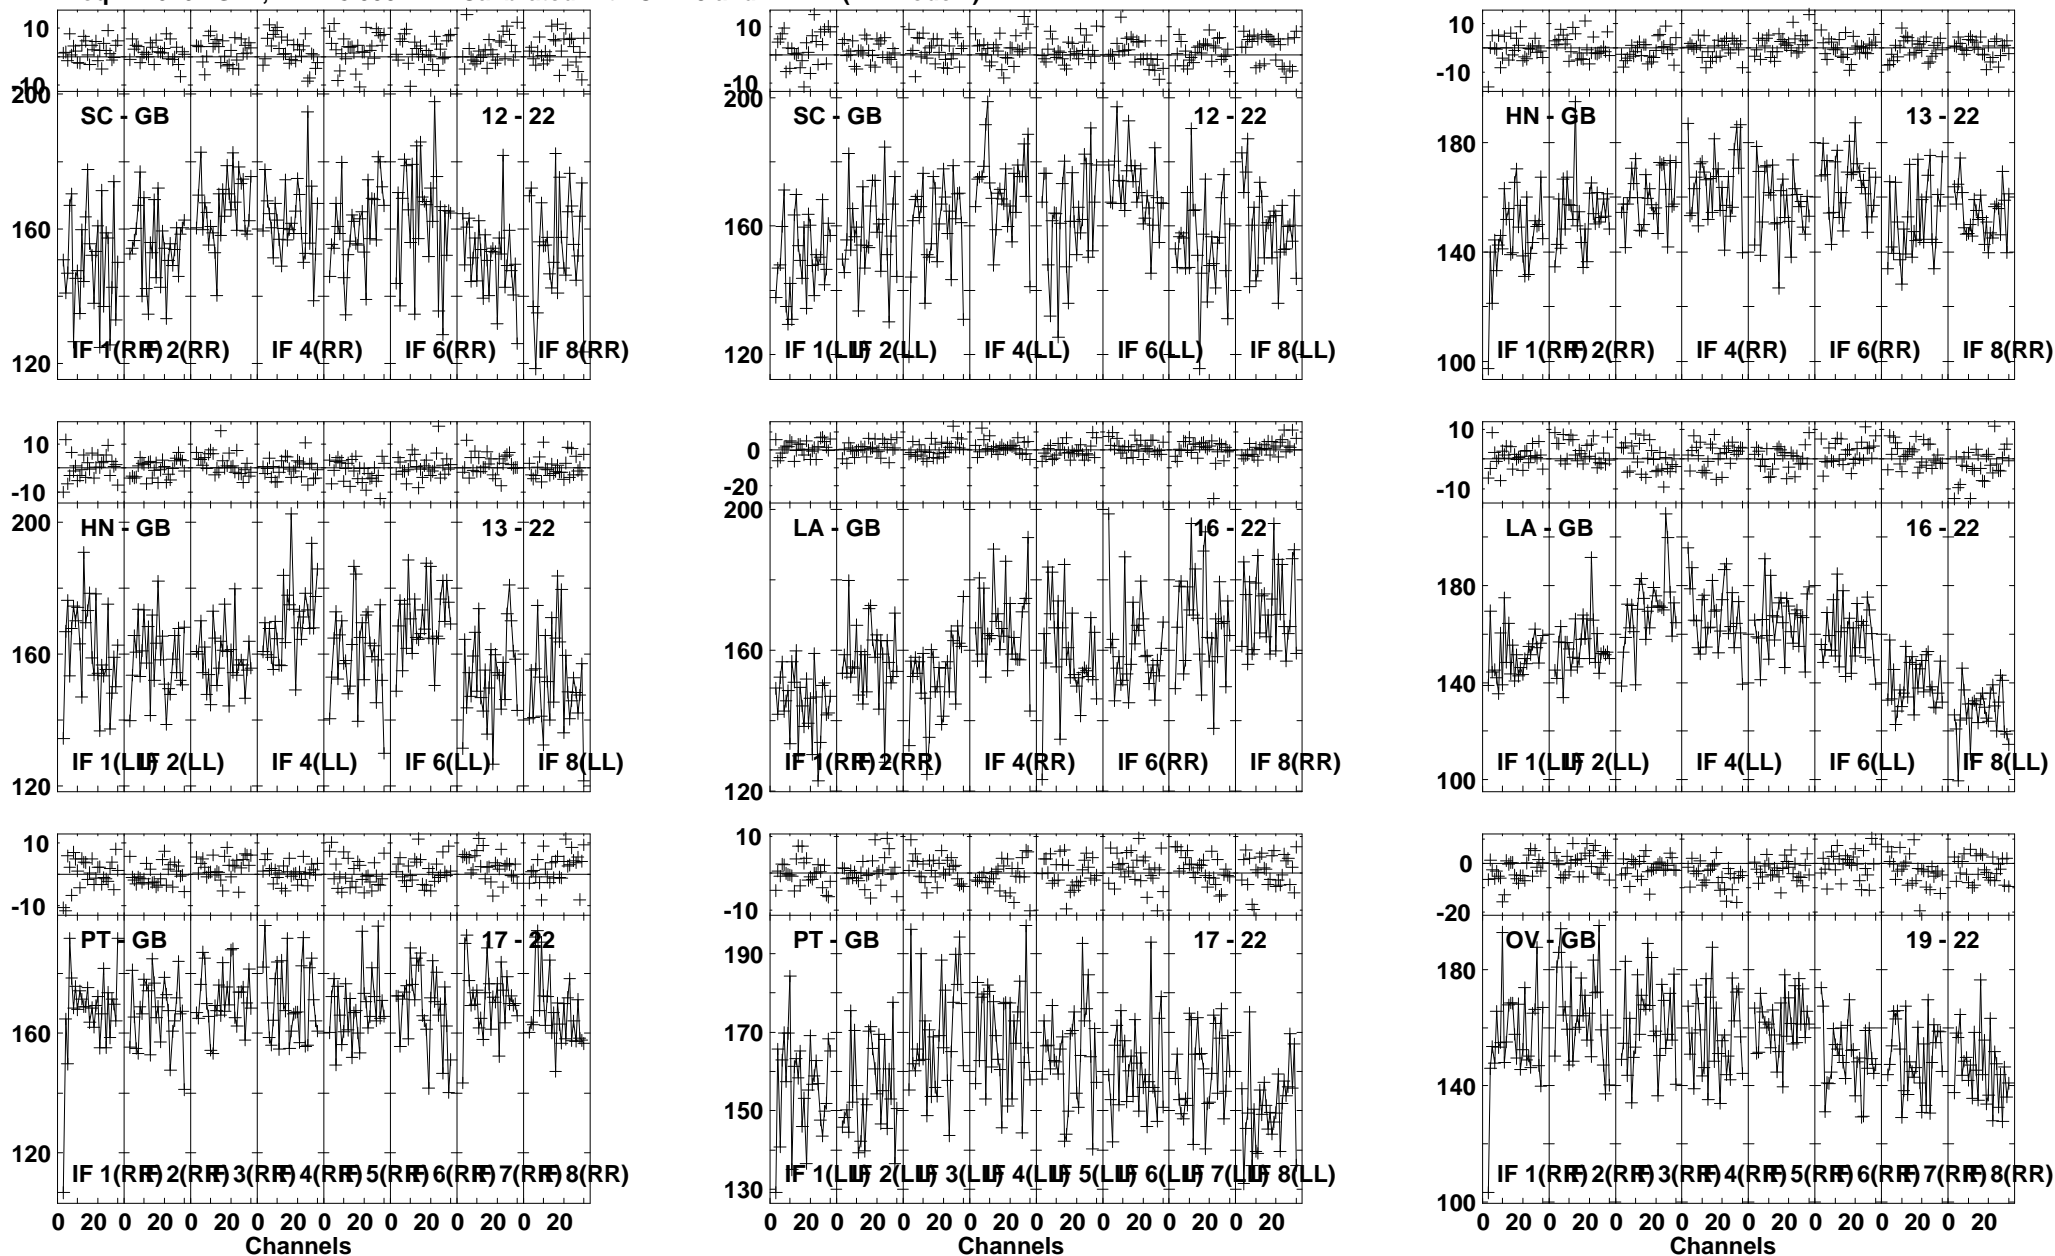 10
-10
200
SC - GB 12 - 22
160
120
IF 1(RR) IF 2(RR) IF 4(RR) IF 6(RR) IF 8(RR)
10
-10
200
SC - GB 12 - 22
160
120
IF 1(LL) IF 2(LL) IF 4(LL) IF 6(LL) IF 8(LL)
10
-10
HN - GB 13 - 22
180
140
100
IF 1(RR) IF 2(RR) IF 4(RR) IF 6(RR) IF 8(RR)
10
-10
200
HN - GB 13 - 22
160
120
IF 1(LL) IF 2(LL) IF 4(LL) IF 6(LL) IF 8(LL)
0
-20
200
LA - GB 16 - 22
160
120
IF 1(RR) IF 2(RR) IF 4(RR) IF 6(RR) IF 8(RR)
10
-10
LA - GB 16 - 22
180
140
100
IF 1(LL) IF 2(LL) IF 4(LL) IF 6(LL) IF 8(LL)
10
-10
PT - GB 17 - 22
160
120
IF 1(RR) IF 2(RR) IF 3(RR) IF 4(RR) IF 5(RR) IF 6(RR) IF 7(RR) IF 8(RR)
0 20 0 20 0 20 0 20 0 20 0 20 0 20 0 20
Channels
10
-10
PT - GB 17 - 22
190
170
150
130
IF 1(LL) IF 2(LL) IF 3(LL) IF 4(LL) IF 5(LL) IF 6(LL) IF 7(LL) IF 8(LL)
0 20 0 20 0 20 0 20 0 20 0 20 0 20 0 20
Channels
0
-20
OV - GB 19 - 22
180
140
100
IF 1(RR) IF 2(RR) IF 3(RR) IF 4(RR) IF 5(RR) IF 6(RR) IF 7(RR) IF 8(RR)
0 20 0 20 0 20 0 20 0 20 0 20 0 20 0 20
Channels